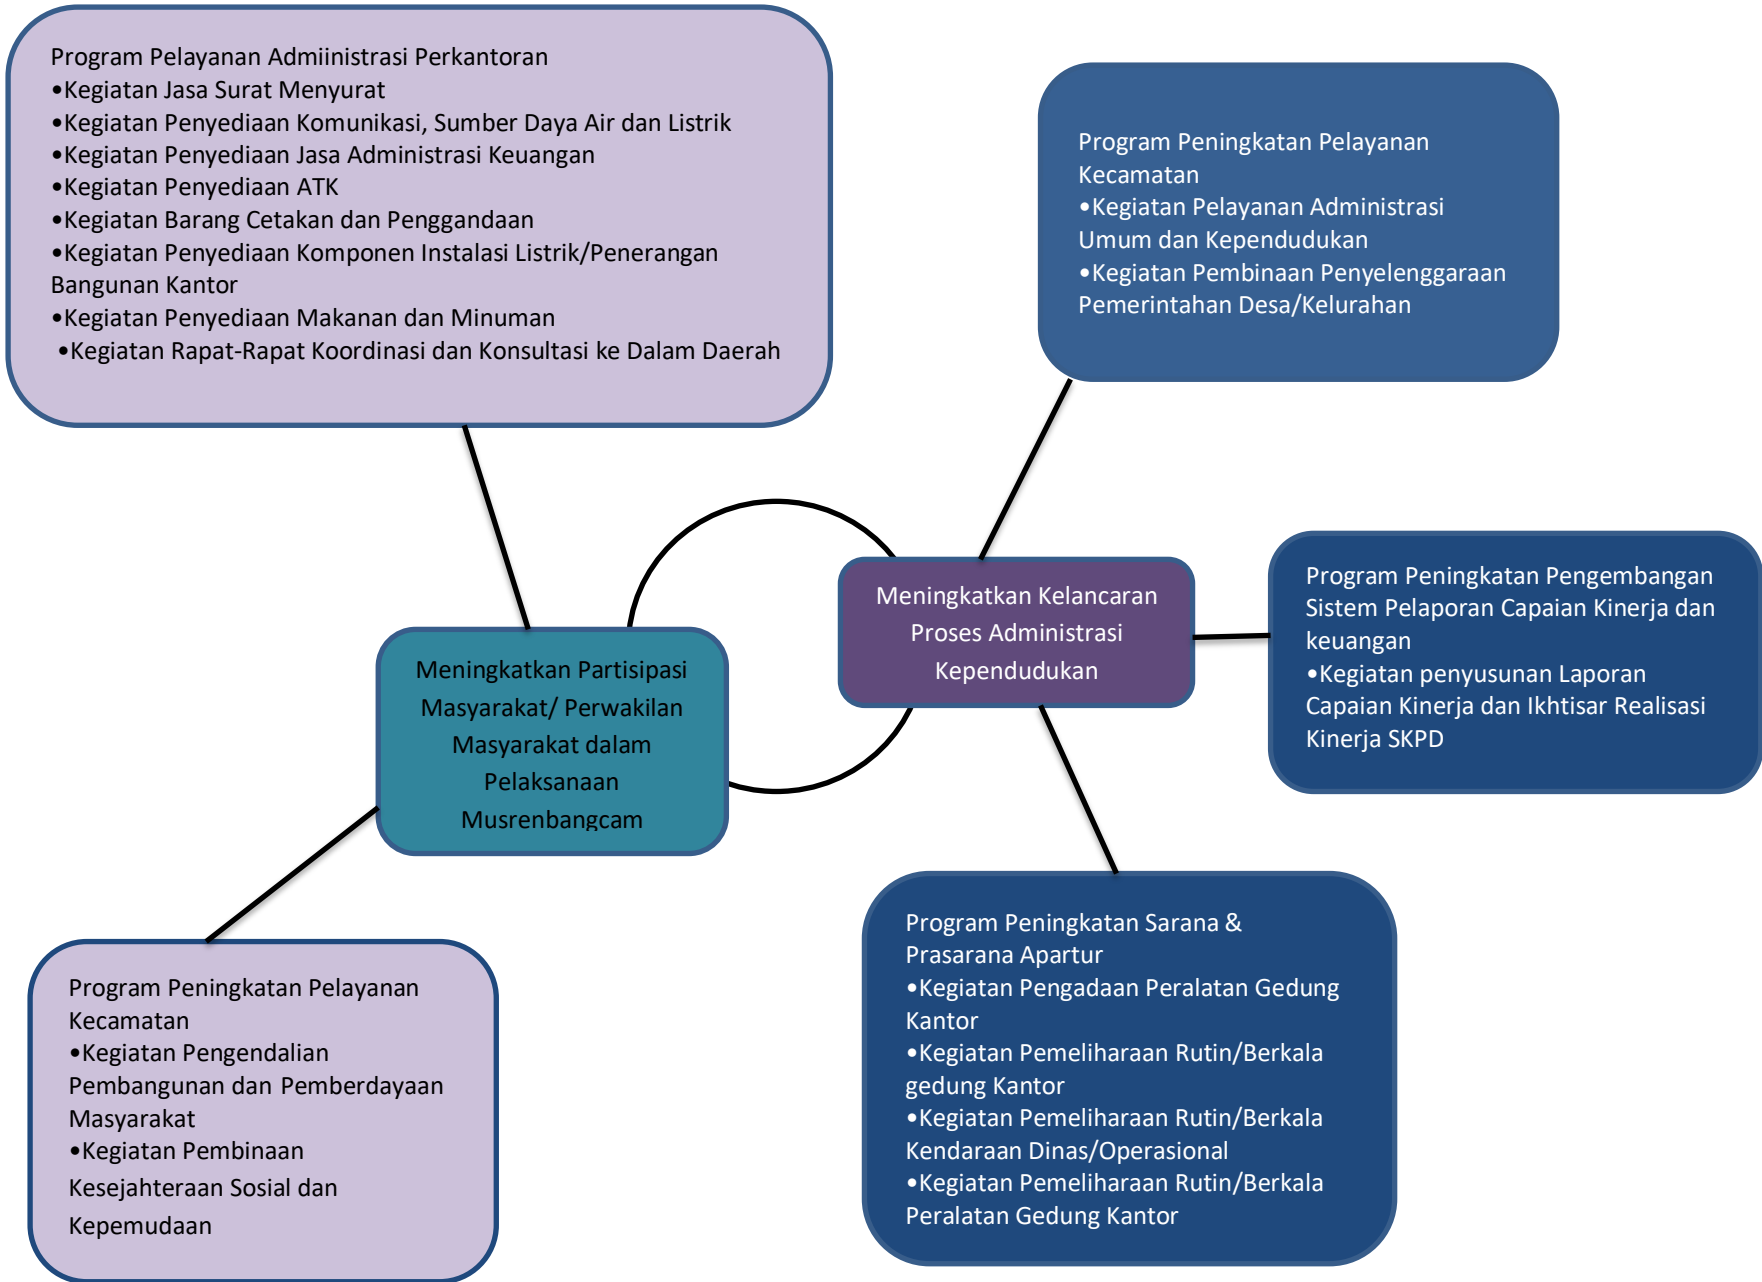 Program Pelayanan Admiinistrasi Perkantoran
•Kegiatan Jasa Surat Menyurat
•Kegiatan Penyediaan Komunikasi, Sumber Daya Air dan Listrik
•Kegiatan Penyediaan Jasa Administrasi Keuangan
•Kegiatan Penyediaan ATK
•Kegiatan Barang Cetakan dan Penggandaan
•Kegiatan Penyediaan Komponen Instalasi Listrik/Penerangan
Bangunan Kantor
•Kegiatan Penyediaan Makanan dan Minuman
•Kegiatan Rapat-Rapat Koordinasi dan Konsultasi ke Dalam Daerah
Program Peningkatan Pelayanan
Kecamatan
•Kegiatan Pelayanan Administrasi
Umum dan Kependudukan
•Kegiatan Pembinaan Penyelenggaraan
Pemerintahan Desa/Kelurahan
Meningkatkan Kelancaran
Proses Administrasi
Kependudukan
Program Peningkatan Pengembangan
Sistem Pelaporan Capaian Kinerja dan
keuangan
•Kegiatan penyusunan Laporan
Capaian Kinerja dan Ikhtisar Realisasi
Kinerja SKPD
Meningkatkan Partisipasi
Masyarakat/ Perwakilan
Masyarakat dalam
Pelaksanaan
Musrenbangcam
Program Peningkatan Sarana &
Prasarana Apartur
•Kegiatan Pengadaan Peralatan Gedung
Kantor
•Kegiatan Pemeliharaan Rutin/Berkala
gedung Kantor
•Kegiatan Pemeliharaan Rutin/Berkala
Kendaraan Dinas/Operasional
•Kegiatan Pemeliharaan Rutin/Berkala
Peralatan Gedung Kantor
Program Peningkatan Pelayanan
Kecamatan
•Kegiatan Pengendalian
Pembangunan dan Pemberdayaan
Masyarakat
•Kegiatan Pembinaan
Kesejahteraan Sosial dan
Kepemudaan